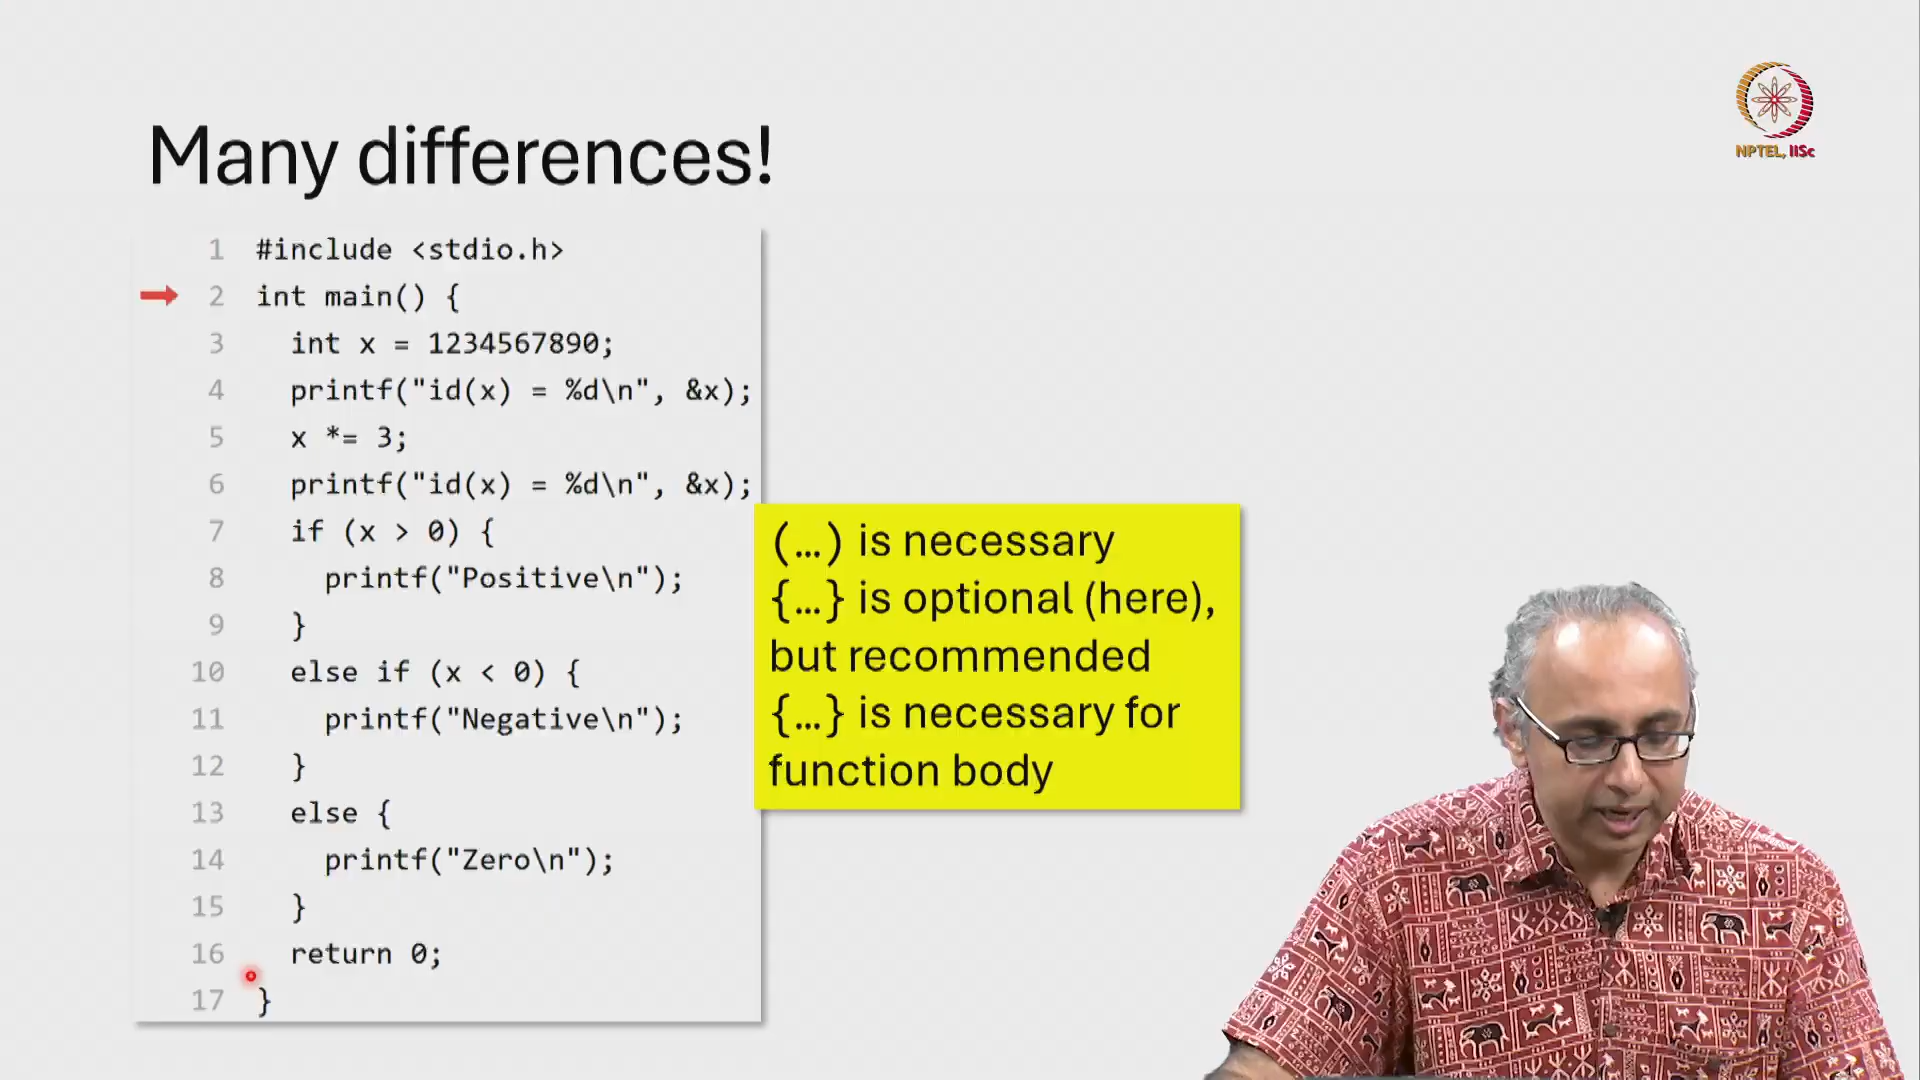 Many differences!
NPTEL, IISc
1 #include <stdio.h>
2 int main() {
3   int x = 1234567890;
4   printf("id(x) = %d\n", &x);
5   x *= 3;
6   printf("id(x) = %d\n", &x);
7   if (x > 0) {
8     printf("Positive\n");
9   }
10   else if (x < 0) {
11     printf("Negative\n");
12   }
13   else {
14     printf("Zero\n");
15   }
16   return 0;
17 }
(…) is necessary
{…} is optional (here),
but recommended
{…} is necessary for
function body